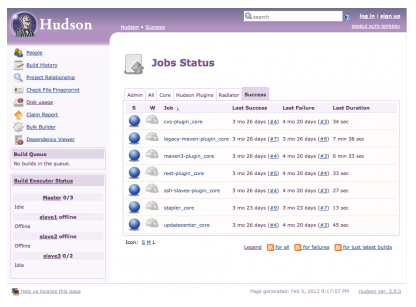 Hudson
search
log in | sign up
Hudson » Success
ENABLE AUTO REFRESH
People
Build History
Project Relationship
Check File Fingerprint
Disk usage
Claim Report
Bulk Builder
Dependency Viewer
Build Queue
No builds in the queue.
Build Executor Status
Master 0/3
Idle
slave1 offline
Offline
slave2 offline
Offline
slave3 0/2
Idle
Jobs Status
Admin All Core Hudson Plugins Radiator Success
S W Job ↓ Last Success Last Failure Last Duration
cvs-plugin_core 3 mo 26 days (#4) 4 mo 20 days (#3) 34 sec
legacy-maven-plugin_core 3 mo 26 days (#7) 3 mo 26 days (#6) 7 min 38 sec
maven3-plugin_core 3 mo 26 days (#4) 4 mo 20 days (#3) 6 min 33 sec
rest-plugin_core 3 mo 26 days (#5) 4 mo 20 days (#3) 45 sec
ssh-slaves-plugin_core 3 mo 26 days (#4) 4 mo 20 days (#3) 27 sec
stapler_core 3 mo 23 days (#9) 3 mo 23 days (#7) 13 sec
updatecenter_core 3 mo 26 days (#4) 4 mo 20 days (#3) 45 sec
Icon: S M L
Legend for all for failures for just latest builds
Help us localize this page
Page generated: Feb 5, 2013 9:17:07 PM Hudson ver. 3.0.0